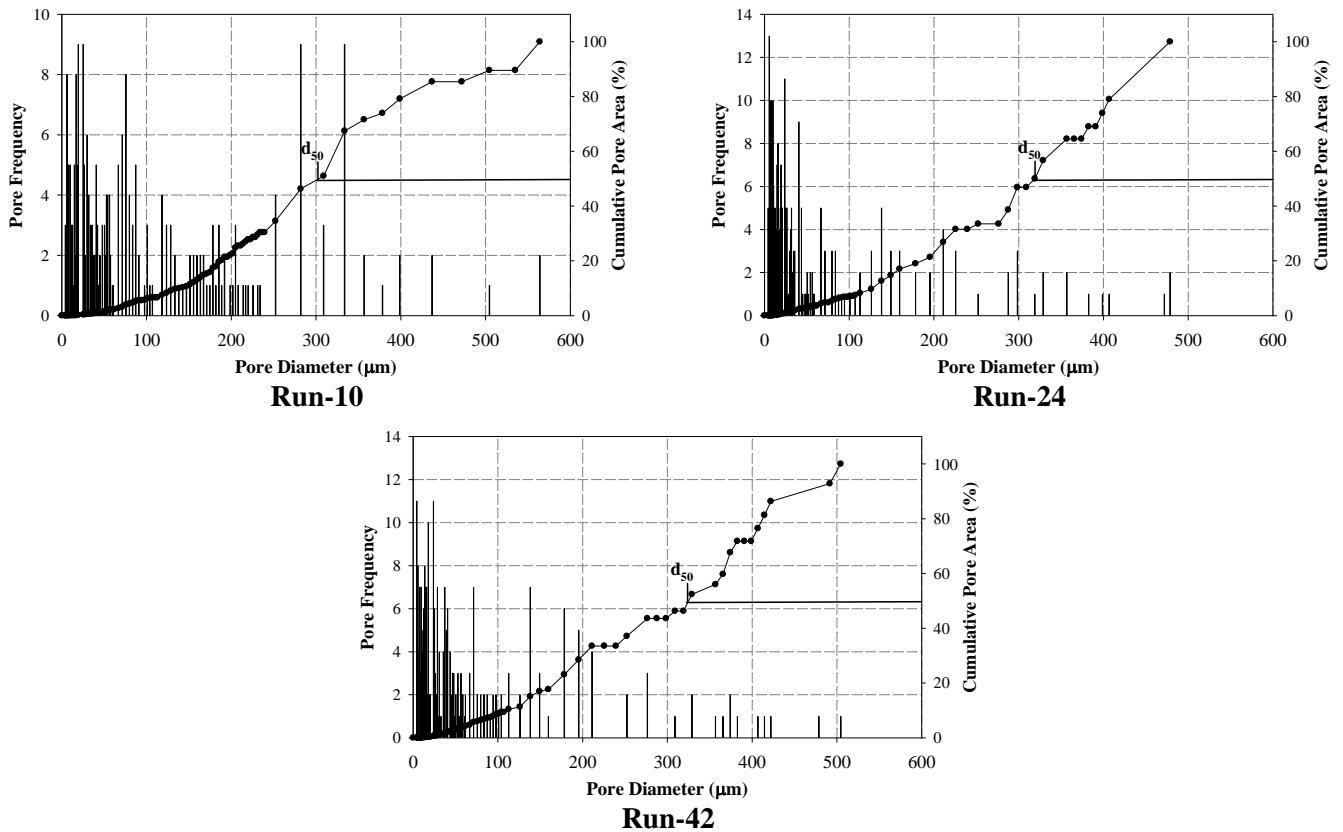 10
8
6
4
2
0
Pore Frequency
d50
100
80
60
40
20
0
Cumulative Pore Area (%)
0 100 200 300 400 500 600
Pore Diameter (μm)
Run-10
14
12
10
8
6
4
2
0
Pore Frequency
d50
100
80
60
40
20
0
Cumulative Pore Area (%)
0 100 200 300 400 500 600
Pore Diameter (μm)
Run-24
14
12
10
8
6
4
2
0
Pore Frequency
d50
100
80
60
40
20
0
Cumulative Pore Area (%)
0 100 200 300 400 500 600
Pore Diameter (μm)
Run-42